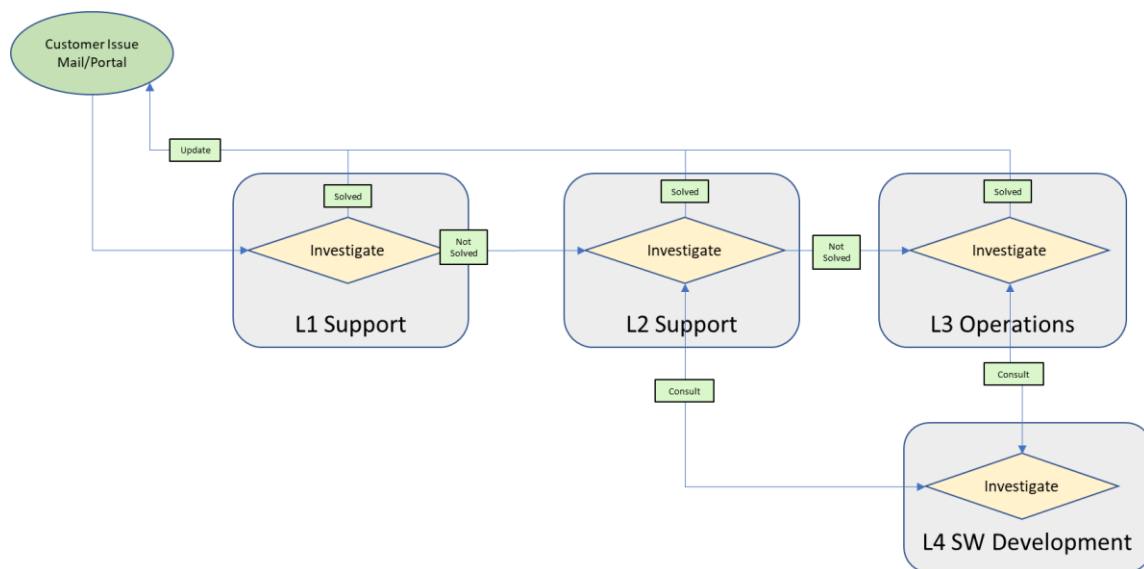 Customer Issue
Mail/Portal
Update
Solved
Solved
Solved
Investigate
Not
Solved
Investigate
Not
Solved
Investigate
L1 Support
L2 Support
L3 Operations
Consult
Consult
Investigate
L4 SW Development